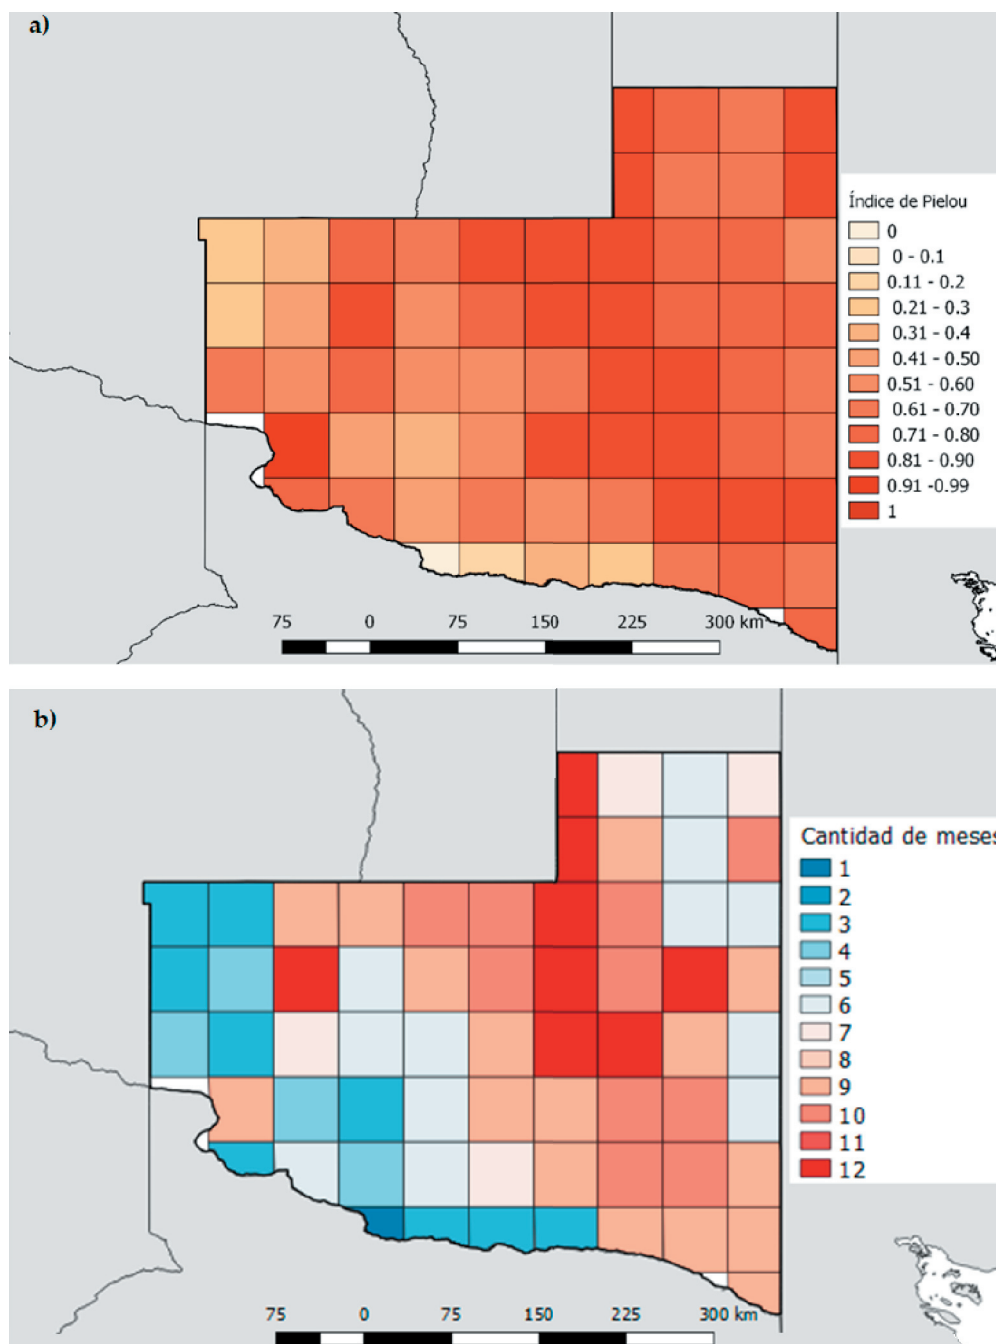 a)
Índice de Pielou
0
0 - 0.1
0.11 - 0.2
0.21 - 0.3
0.31 - 0.4
0.41 - 0.50
0.51 - 0.60
0.61 - 0.70
0.71 - 0.80
0.81 - 0.90
0.91 -0.99
1
75 0 75 150 225 300 km
b)
Cantidad de meses
1
2
3
4
5
6
7
8
9
10
11
12
75 0 75 150 225 300 km